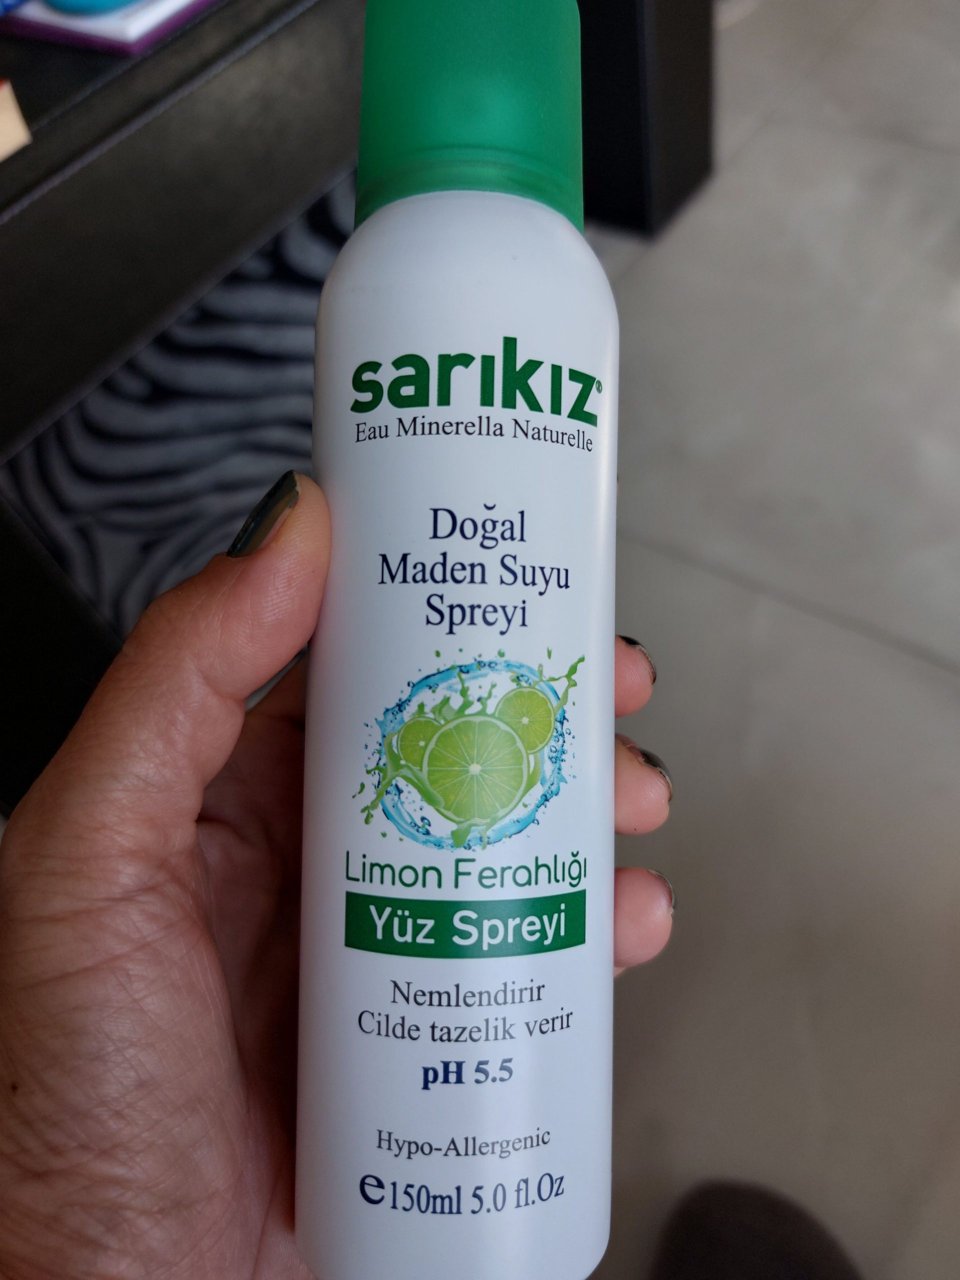 sarıkız®
Eau Minerella Naturelle
Doğal
Maden Suyu
Spreyi
Limon Ferahlığı
Yüz Spreyi
Nemlendirir
Cilde tazelik verir
pH 5.5
Hypo-Allergenic
℮150ml 5.0 fl.Oz